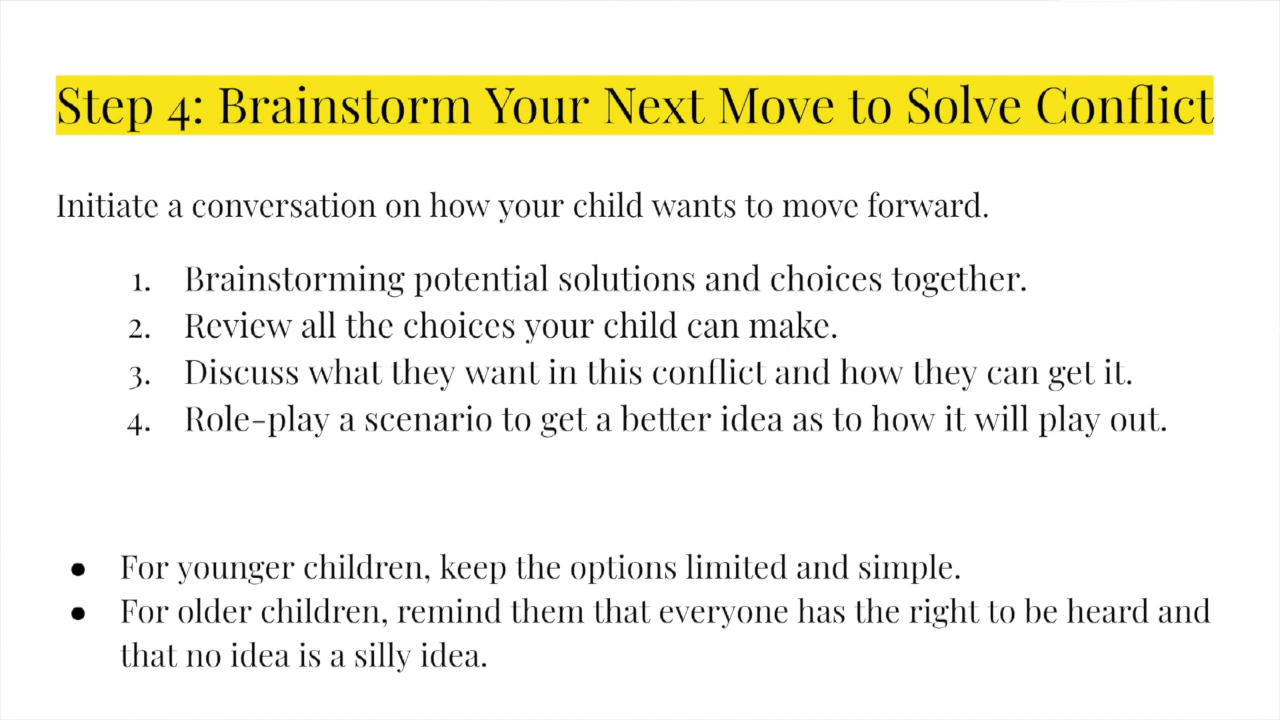 Step 4: Brainstorm Your Next Move to Solve Conflict
Initiate a conversation on how your child wants to move forward.
1. Brainstorming potential solutions and choices together.
2. Review all the choices your child can make.
3. Discuss what they want in this conflict and how they can get it.
4. Role-play a scenario to get a better idea as to how it will play out.
● For younger children, keep the options limited and simple.
● For older children, remind them that everyone has the right to be heard and
that no idea is a silly idea.